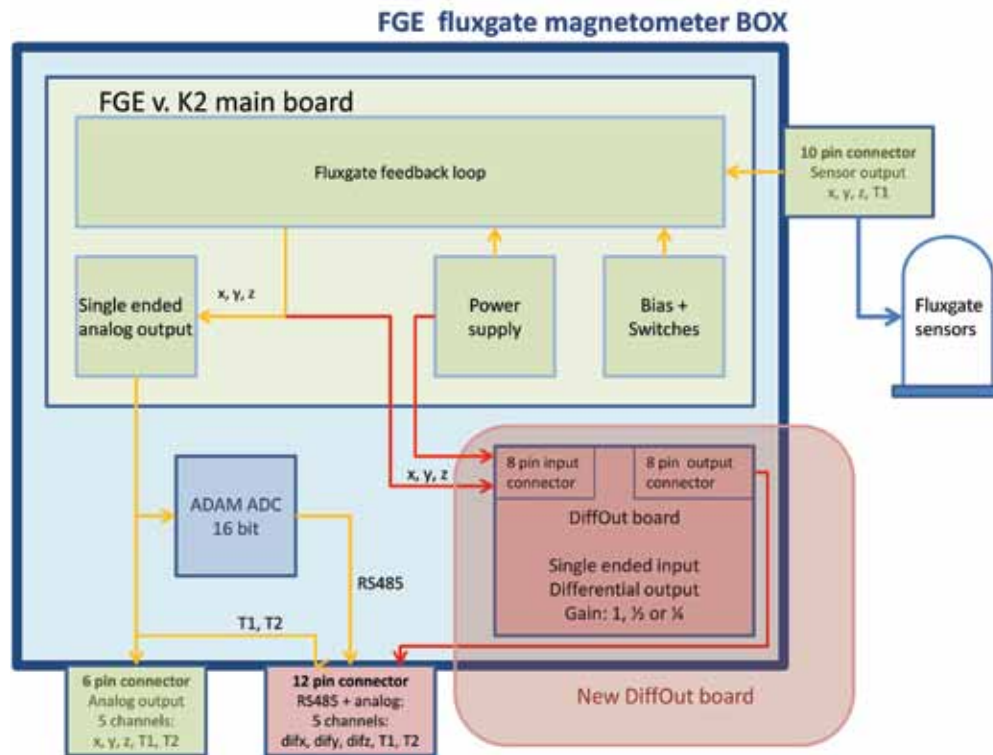 FGE fluxgate magnetometer BOX
FGE v. K2 main board
Fluxgate feedback loop
10 pin connector
Sensor output
x, y, z, T1
Single ended
analog output
x, y, z
Power
supply
Bias +
Switches
Fluxgate
sensors
8 pin input
connector
8 pin output
connector
x, y, z
DiffOut board
ADAM ADC
16 bit
Single ended input
Differential output
Gain: 1, ½ or ¼
RS485
T1, T2
6 pin connector
Analog output
5 channels:
x, y, z, T1, T2
12 pin connector
RS485 + analog:
5 channels:
difx, dify, difz, T1, T2
New DiffOut board